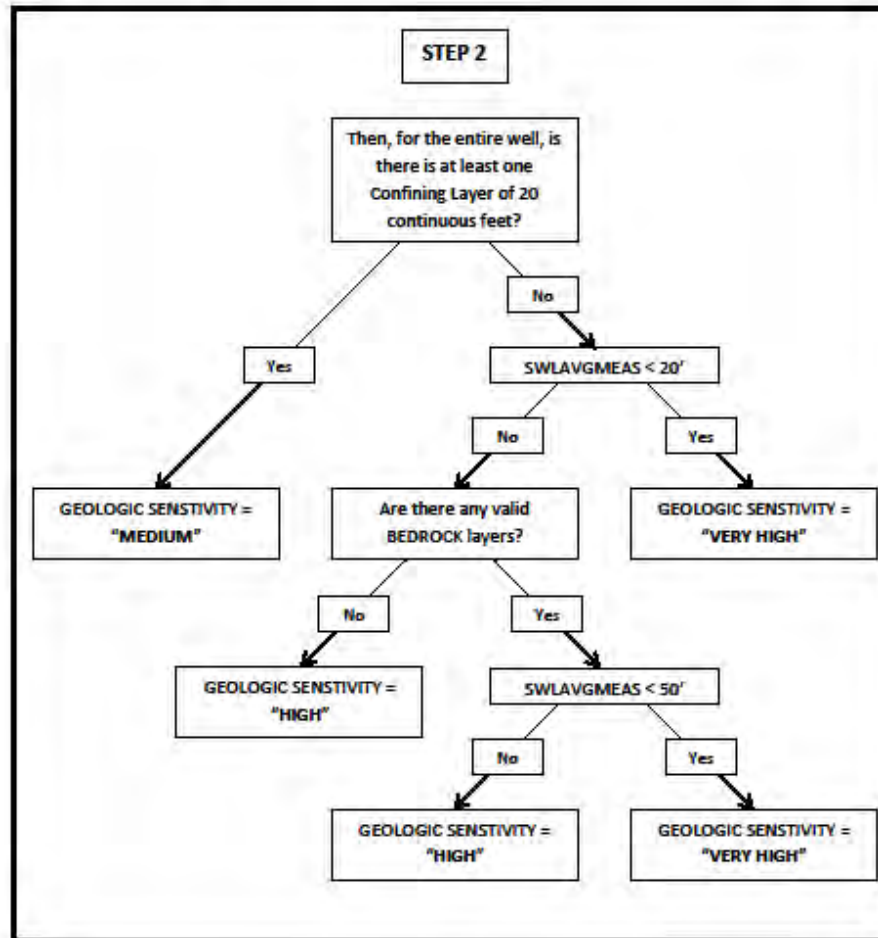 STEP 2
Then, for the entire well, is
there is at least one
Confining Layer of 20
continuous feet?
No
Yes
SWLAVGMEAS < 20’
No
Yes
GEOLOGIC SENSTIVITY =
“MEDIUM”
Are there any valid
BEDROCK layers?
GEOLOGIC SENSTIVITY =
“VERY HIGH”
No
Yes
GEOLOGIC SENSTIVITY =
“HIGH”
SWLAVGMEAS < 50’
No
Yes
GEOLOGIC SENSTIVITY =
“HIGH”
GEOLOGIC SENSTIVITY =
“VERY HIGH”